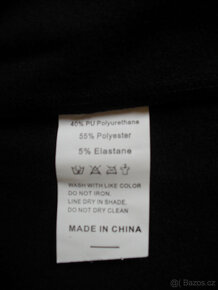 40% PU Polyurethane
55% Polyester
5% Elastane
WASH WITH LIKE COLOR
DO NOT IRON.
LINE DRY IN SHADE.
DO NOT DRY CLEAN
MADE IN CHINA
Bazoš.cz